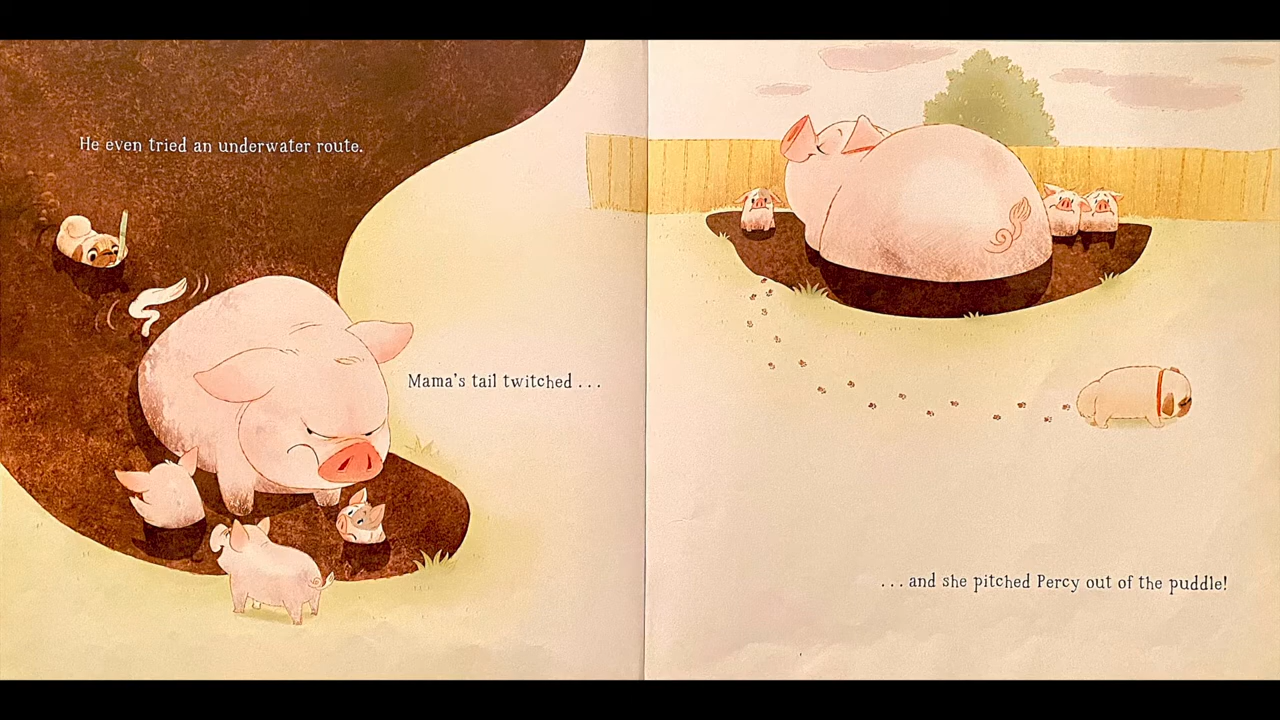 He even tried an underwater route.
Mama's tail twitched . . .
. . . and she pitched Percy out of the puddle!